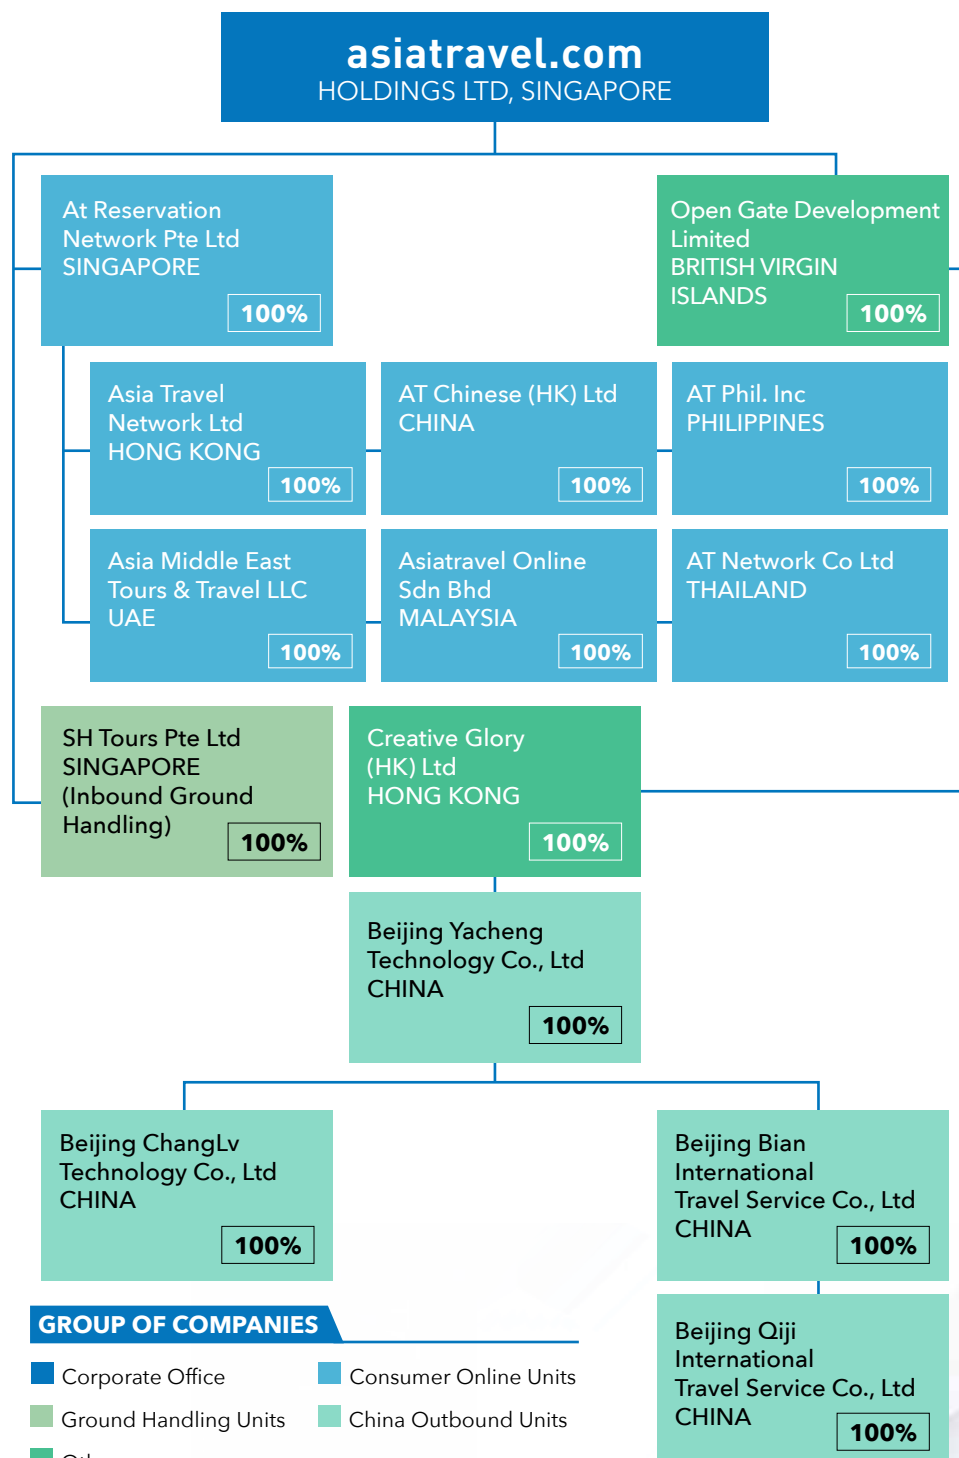 asiatravel.com
HOLDINGS LTD, SINGAPORE
At Reservation
Network Pte Ltd
SINGAPORE
100%
Open Gate Development
Limited
BRITISH VIRGIN
ISLANDS
100%
Asia Travel
Network Ltd
HONG KONG
100%
AT Chinese (HK) Ltd
CHINA
100%
AT Phil. Inc
PHILIPPINES
100%
Asia Middle East
Tours & Travel LLC
UAE
100%
Asiatravel Online
Sdn Bhd
MALAYSIA
100%
AT Network Co Ltd
THAILAND
100%
SH Tours Pte Ltd
SINGAPORE
(Inbound Ground
Handling)
100%
Creative Glory
(HK) Ltd
HONG KONG
100%
Beijing Yacheng
Technology Co., Ltd
CHINA
100%
Beijing ChangLv
Technology Co., Ltd
CHINA
100%
Beijing Bian
International
Travel Service Co., Ltd
CHINA
100%
Beijing Qiji
International
Travel Service Co., Ltd
CHINA
100%
GROUP OF COMPANIES
Corporate Office
Consumer Online Units
Ground Handling Units
China Outbound Units